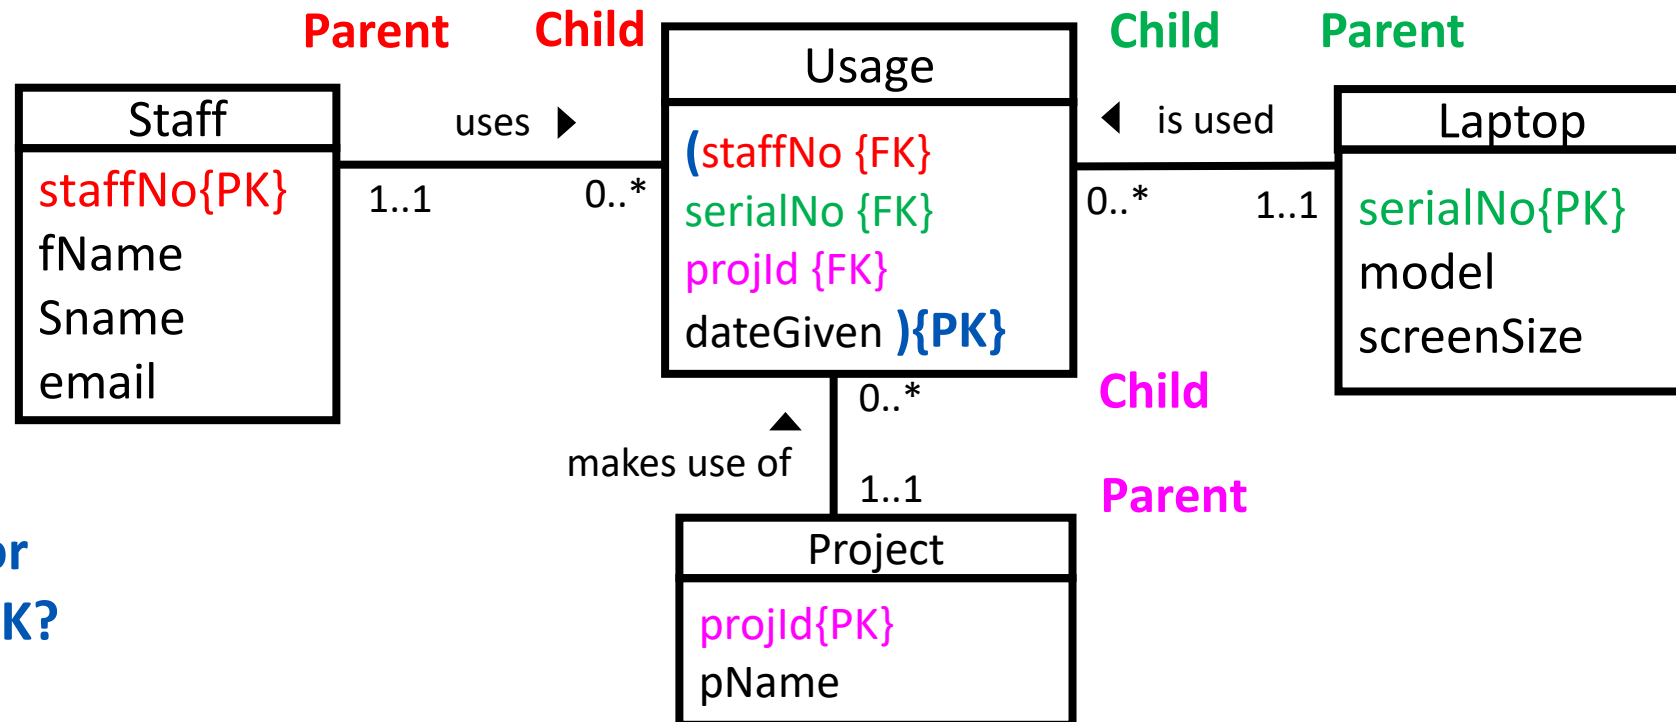 Parent Child
Child Parent
Usage
(staffNo {FK}
serialNo {FK}
projId {FK}
dateGiven ){PK}
Staff
staffNo{PK}
fName
Sname
email
uses ▶
1..1
0..*
◀ is used
0..*
1..1
Laptop
serialNo{PK}
model
screenSize
0..*
Child
▲
makes use of
1..1
Parent
or
K?
Project
projId{PK}
pName